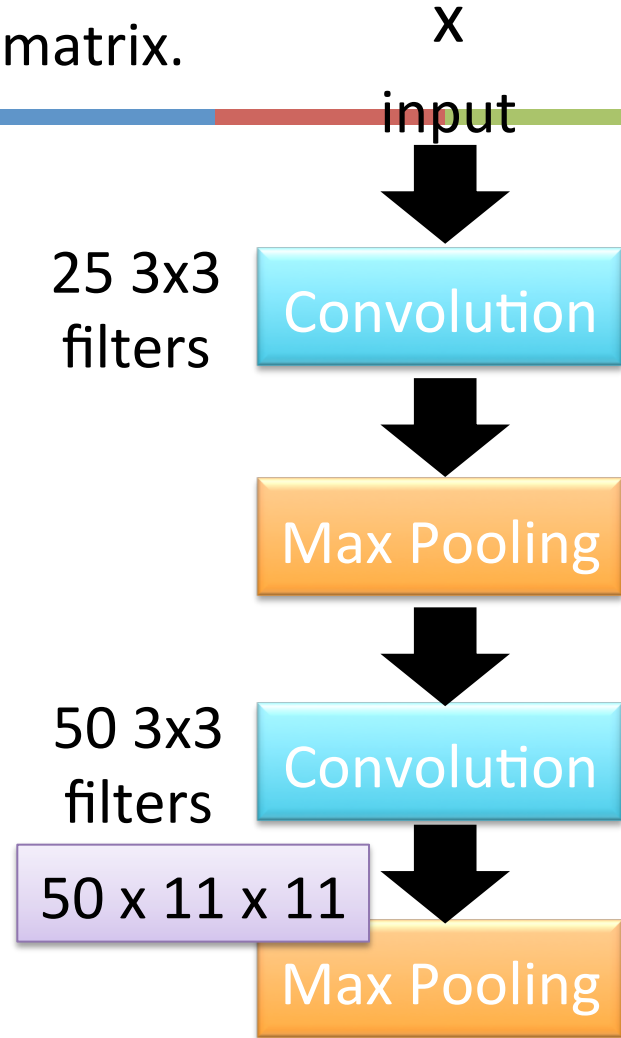 matrix.
x
input
25 3x3
filters
Convolution
Max Pooling
50 3x3
filters
Convolution
50 x 11 x 11
Max Pooling